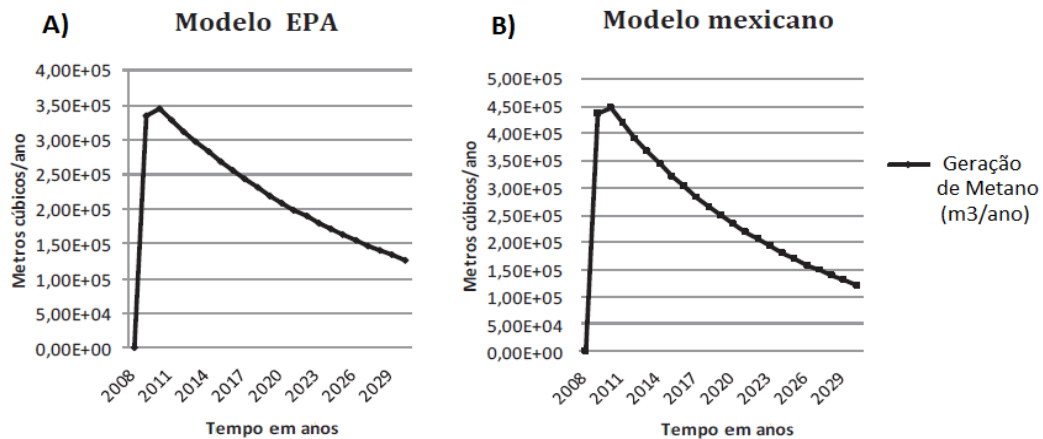 A)
Modelo EPA
Metros cúbicos/ano
4,00E+05
3,50E+05
3,00E+05
2,50E+05
2,00E+05
1,50E+05
1,00E+05
5,00E+04
0,00E+00
2008
2011
2014
2017
2020
2023
2026
2029
Tempo em anos
B)
Modelo mexicano
Metros cúbicos/ano
5,00E+05
4,50E+05
4,00E+05
3,50E+05
3,00E+05
2,50E+05
2,00E+05
1,50E+05
1,00E+05
5,00E+04
0,00E+00
2008
2011
2014
2017
2020
2023
2026
2029
Tempo em anos
Geração
de Metano
(m3/ano)